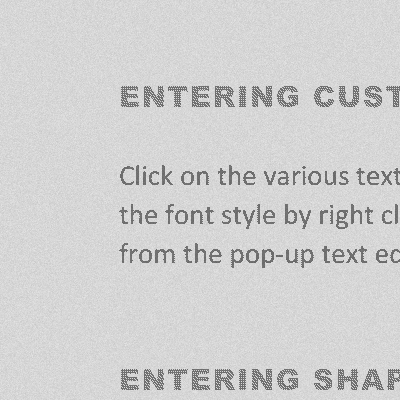 ENTERING CUST
Click on the various text
the font style by right cl
from the pop-up text ed
ENTERING SHAP